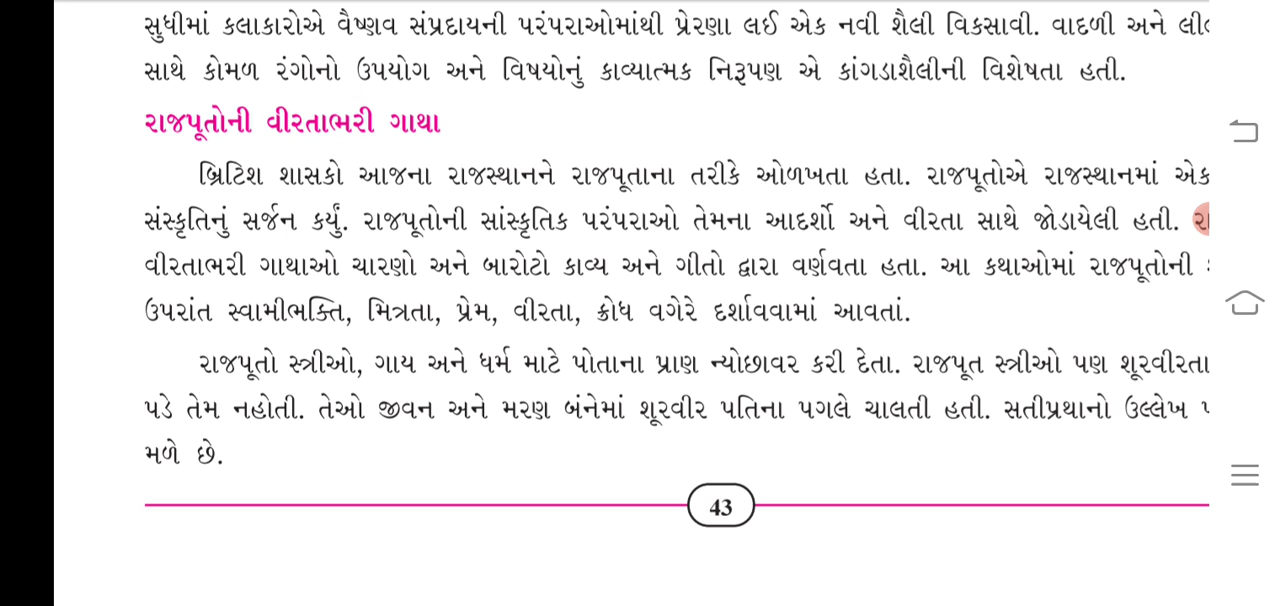 સુધીમાં કલાકારોએ વૈષ્ણવ સંપ્રદાયની પરંપરાઓમાંથી પ્રેરણા લઈ એક નવી શૈલી વિકસાવી. વાદળી અને
સાથે કોમળ રંગોનો ઉપયોગ અને વિષયોનું કાવ્યાત્મક નિરૂપણ એ કાંગડાશૈલીની વિશેષતા હતી.
રાજપૂતોની વીરતાભરી ગાથા
બ્રિટિશ શાસકો આજના રાજસ્થાનને રાજપૂતાના તરીકે ઓળખતા હતા. રાજપૂતોએ રાજસ્થાનમાં એક
સંસ્કૃતિનું સર્જન કર્યું. રાજપૂતોની સાંસ્કૃતિક પરંપરાઓ તેમના આદર્શો અને વીરતા સાથે જોડાયેલી હતી.
વીરતાભરી ગાથાઓ ચારણો અને બારોટો કાવ્ય અને ગીતો દ્વારા વર્ણવતા હતા. આ કથાઓમાં રાજપૂતોની
ઉપરાંત સ્વામીભક્તિ, મિત્રતા, પ્રેમ, વીરતા, ક્રોધ વગેરે દર્શાવવામાં આવતાં.
રાજપૂતો સ્ત્રીઓ, ગાય અને ધર્મ માટે પોતાના પ્રાણ ન્યોછાવર કરી દેતા. રાજપૂત સ્ત્રીઓ પણ શૂરવીરતા
પડે તેમ નહોતી. તેઓ જીવન અને મરણ બંનેમાં શૂરવીર પતિના પગલે ચાલતી હતી. સતીપ્રથાનો ઉલ્લેખ
મળે છે.
43